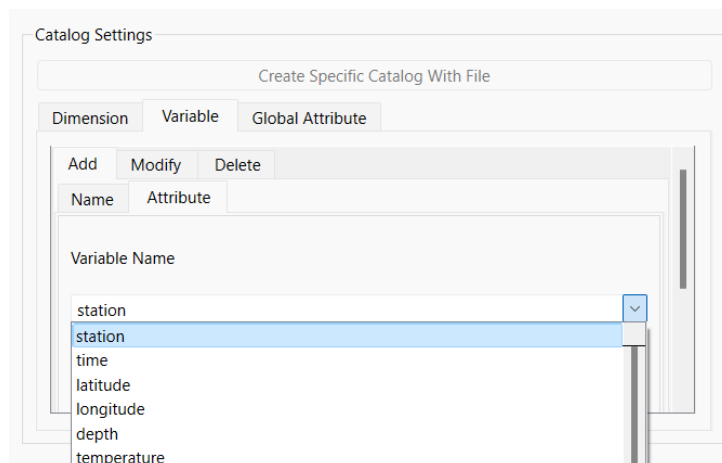 Catalog Settings
Create Specific Catalog With File
Dimension Variable Global Attribute
Add Modify Delete
Name Attribute
Variable Name
station
station
time
latitude
longitude
depth
temperature